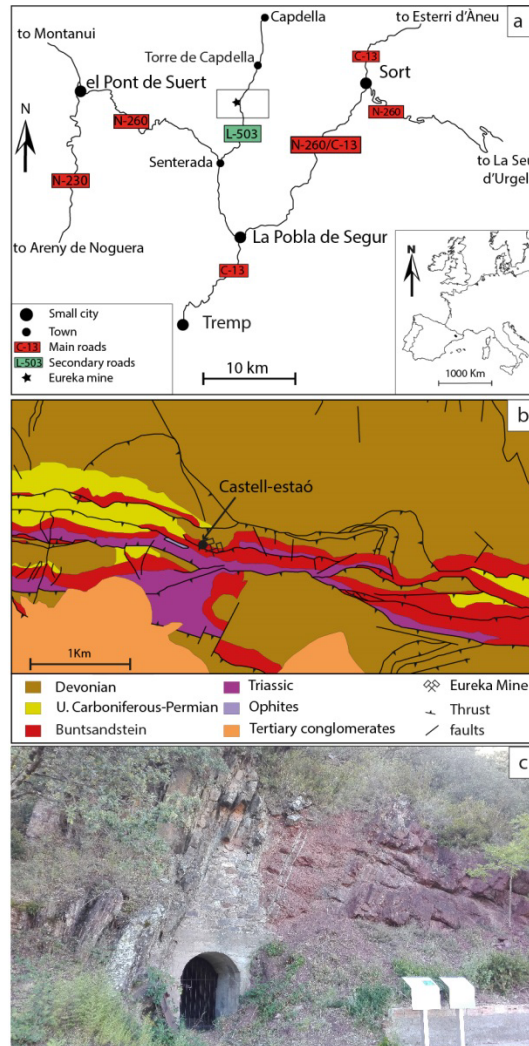 a
to Montanui
Capdella
to Esterri d'Àneu
Torre de Capdella
C-13
el Pont de Suert
Sort
N
N-260
N-260
L-503
N-260/C-13
Senterada
to La Seu
d'Urgell
N-230
to Areny de Noguera
La Pobla de Segur
C-13
N
Small city
Town
Tremp
C-13 Main roads
L-503 Secondary roads
Eureka mine
10 km
1000 Km
b
Castell-estaó
1Km
Devonian
Triassic
Eureka Mine
U. Carboniferous-Permian
Ophites
Thrust
Buntsandstein
Tertiary conglomerates
faults
c